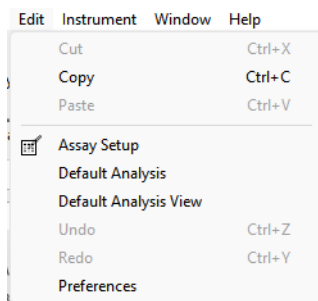 Edit Instrument Window Help
Cut Ctrl+X
Copy Ctrl+C
Paste Ctrl+V
Assay Setup
Default Analysis
Default Analysis View
Undo Ctrl+Z
Redo Ctrl+Y
Preferences